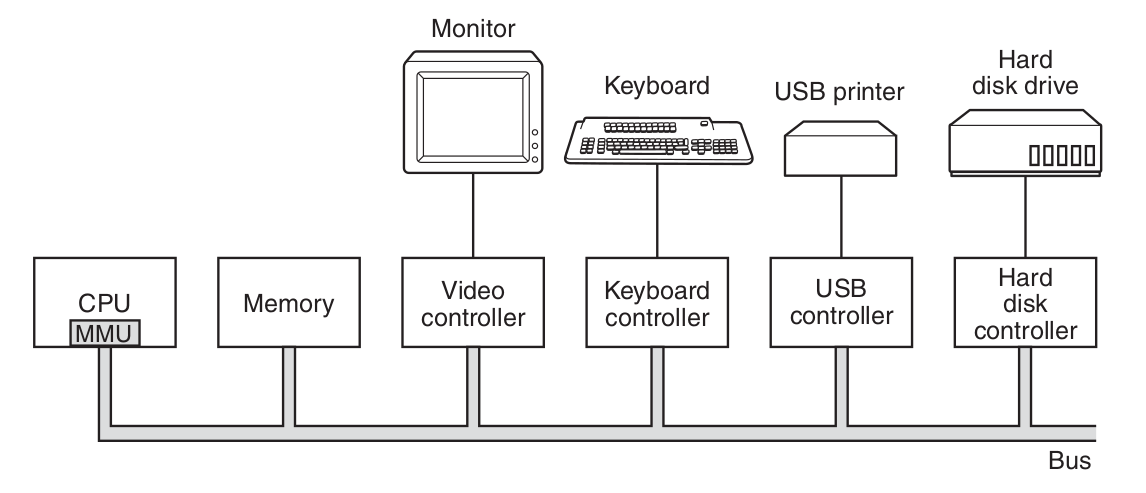 Monitor
Keyboard
USB printer
Hard
disk drive
CPU
MMU
Memory
Video
controller
Keyboard
controller
USB
controller
Hard
disk
controller
Bus